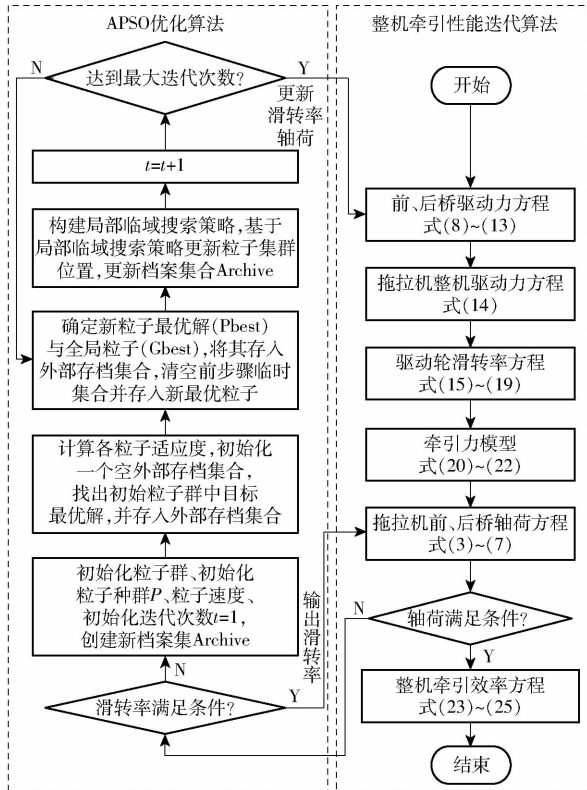 APSO优化算法
N
达到最大迭代次数?
Y
更新
滑转率
轴荷
t=t+1
构建局部临域搜索策略,基于
局部临域搜索策略更新粒子集群
位置,更新档案集合Archive
确定新粒子最优解(Pbest)
与全局粒子(Gbest),将其存入
外部存档集合,清空前步骤临时
集合并存入新最优粒子
计算各粒子适应度,初始化
一个空外部存档集合,
找出初始粒子群中目标
最优解,并存入外部存档集合
初始化粒子群、初始化
粒子种群P、粒子速度、
初始化迭代次数t=1,
创建新档案集Archive
N
滑转率满足条件?
Y
输出滑转率
整机牵引性能迭代算法
开始
前、后桥驱动力方程
式(8)~(13)
拖拉机整机驱动力方程
式(14)
驱动轮滑转率方程
式(15)~(19)
牵引力模型
式(20)~(22)
拖拉机前、后桥轴荷方程
式(3)~(7)
N
轴荷满足条件?
Y
整机牵引效率方程
式(23)~(25)
结束